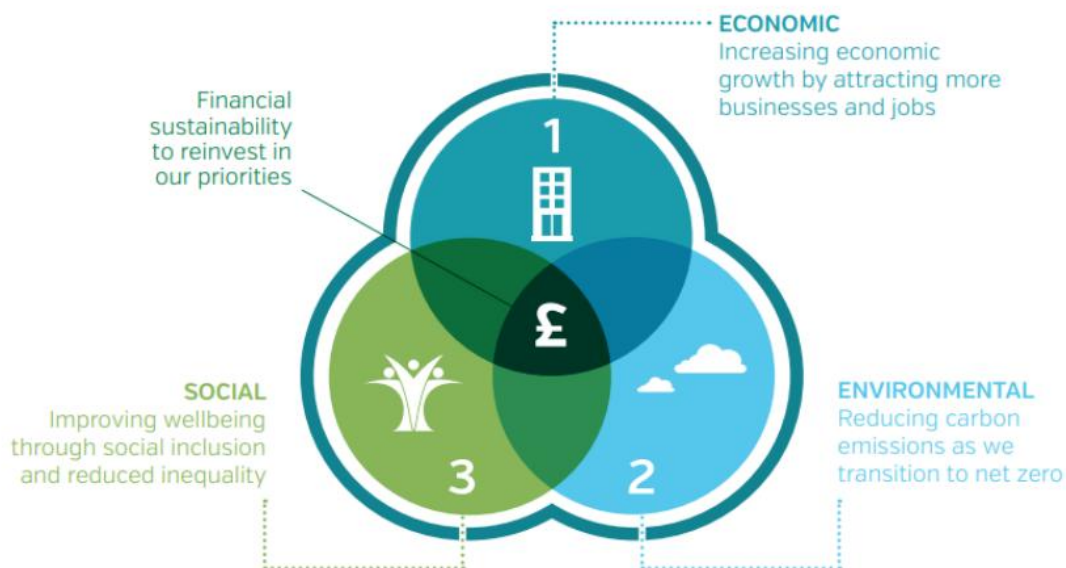 ECONOMIC
Increasing economic
growth by attracting more
businesses and jobs
Financial
sustainability
to reinvest in
our priorities
1
£
SOCIAL
Improving wellbeing
through social inclusion
and reduced inequality
3
2
ENVIRONMENTAL
Reducing carbon
emissions as we
transition to net zero